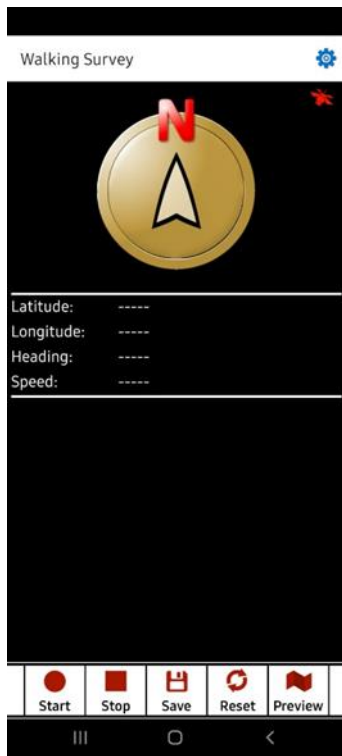 Walking Survey
N
Latitude: -----
Longitude: -----
Heading: -----
Speed: -----
Start Stop Save Reset Preview